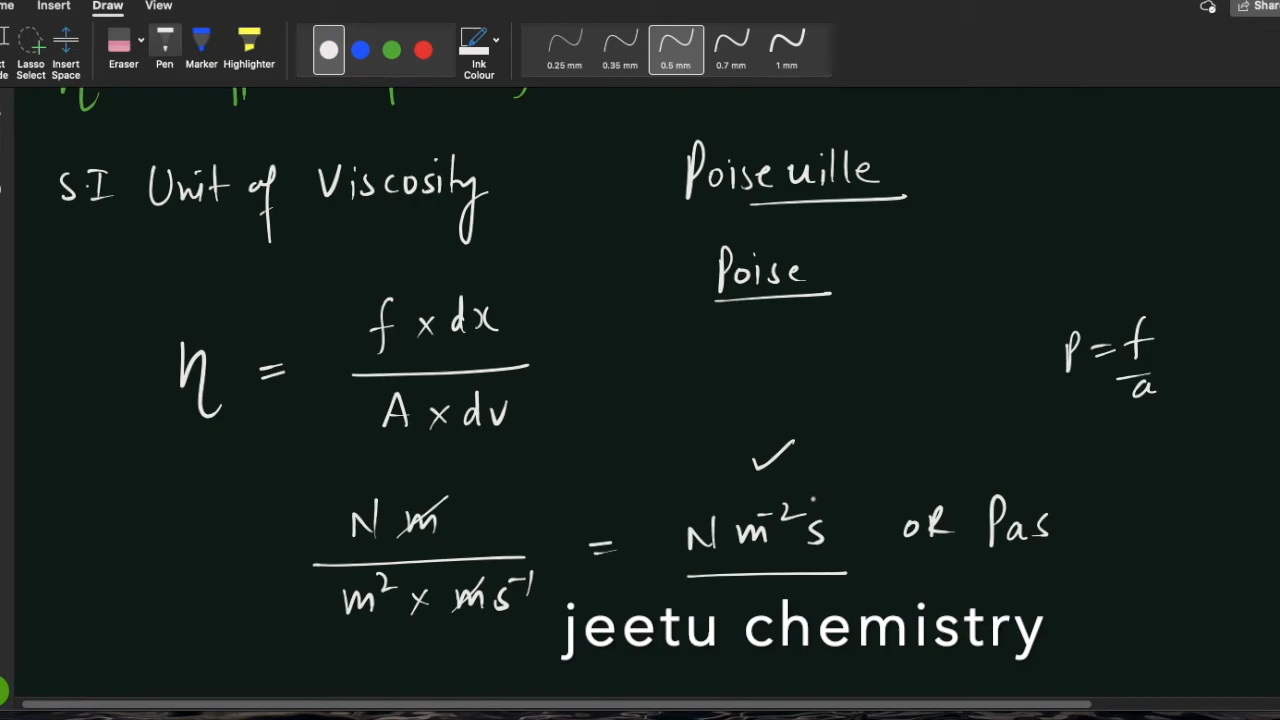 me Insert Draw View Share
Lasso Select
Insert Space
Eraser
Pen
Marker
Highlighter
Ink Colour
0.25 mm
0.35 mm
0.5 mm
0.7 mm
1 mm
S.I Unit of Viscosity
Poiseuille
Poise
η = f × dx / A × dv
P = f / a
N m / m² × m s⁻¹ = N m⁻² s OR Pas
jeetu chemistry